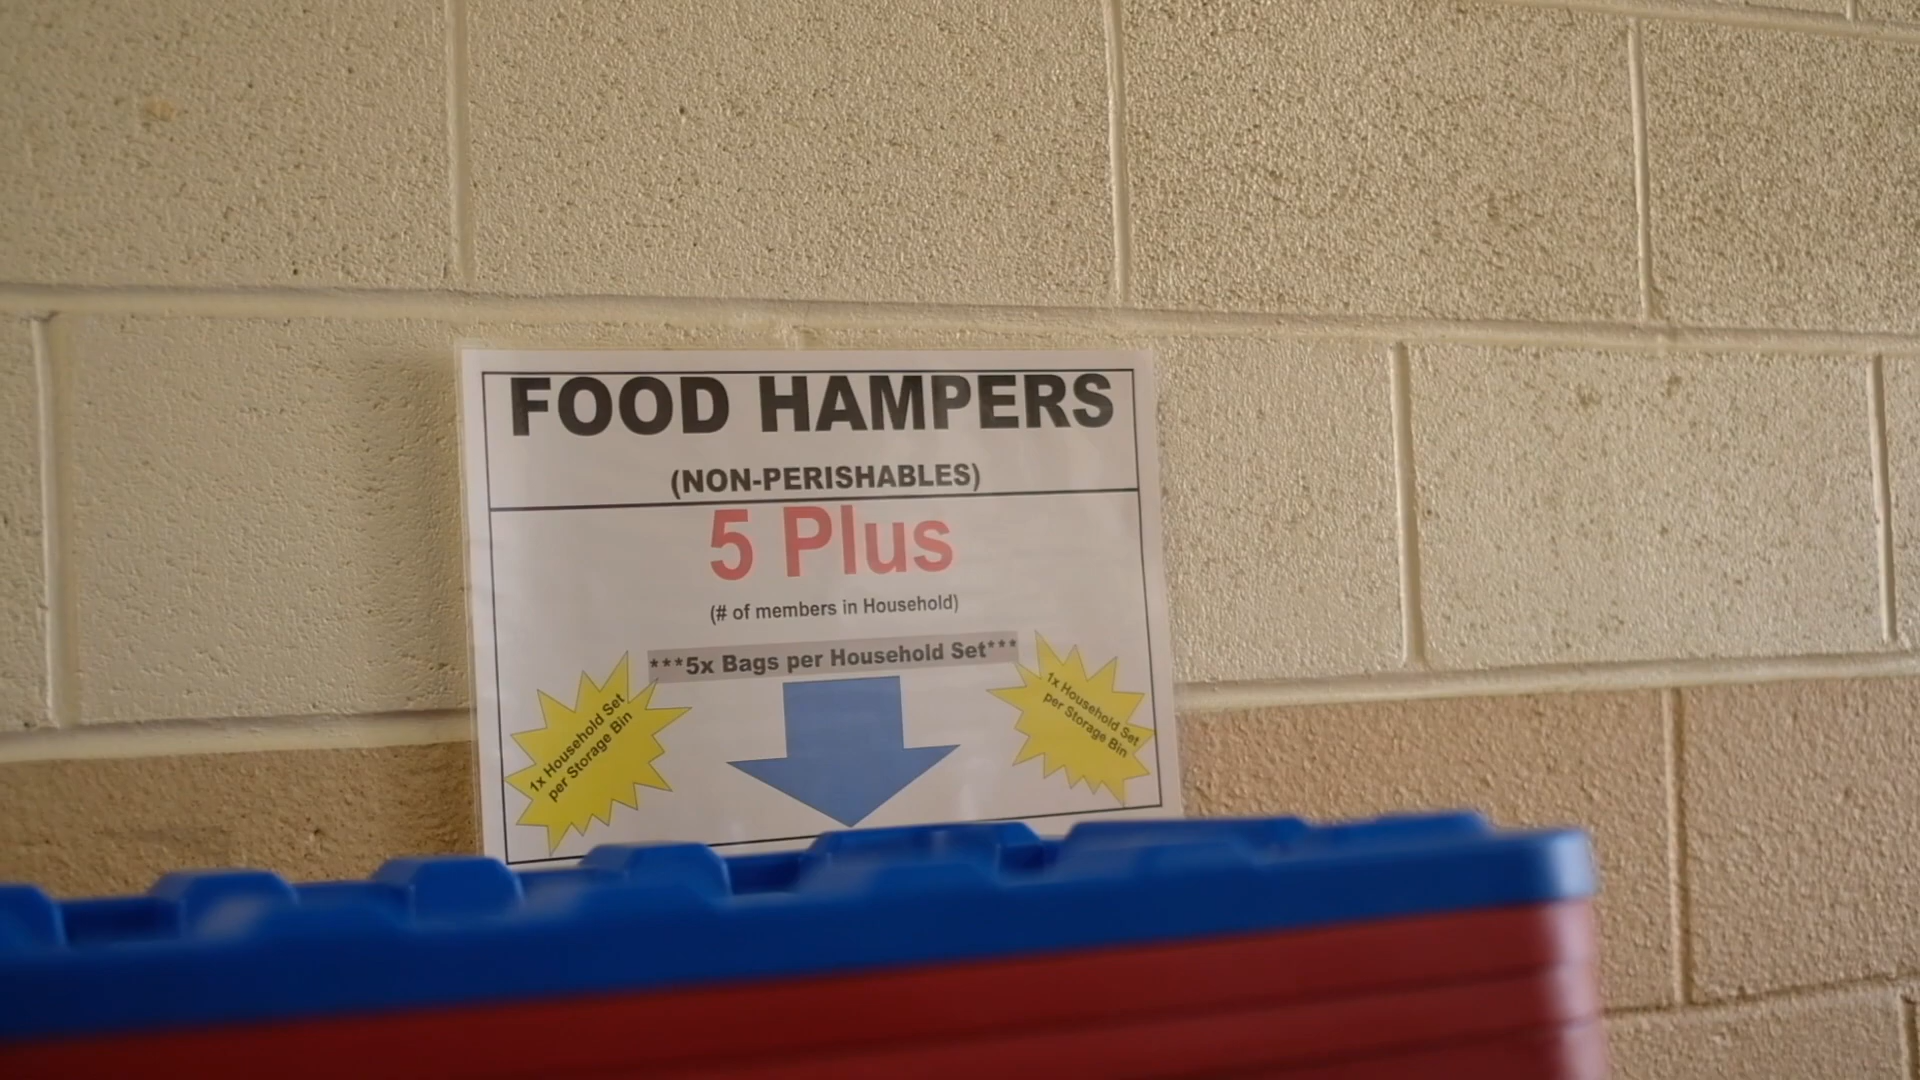 FOOD HAMPERS
(NON-PERISHABLES)
5 Plus
(# of members in Household)
***5x Bags per Household Set***
1x Household Set
per Storage Bin
1x Household Set
per Storage Bin